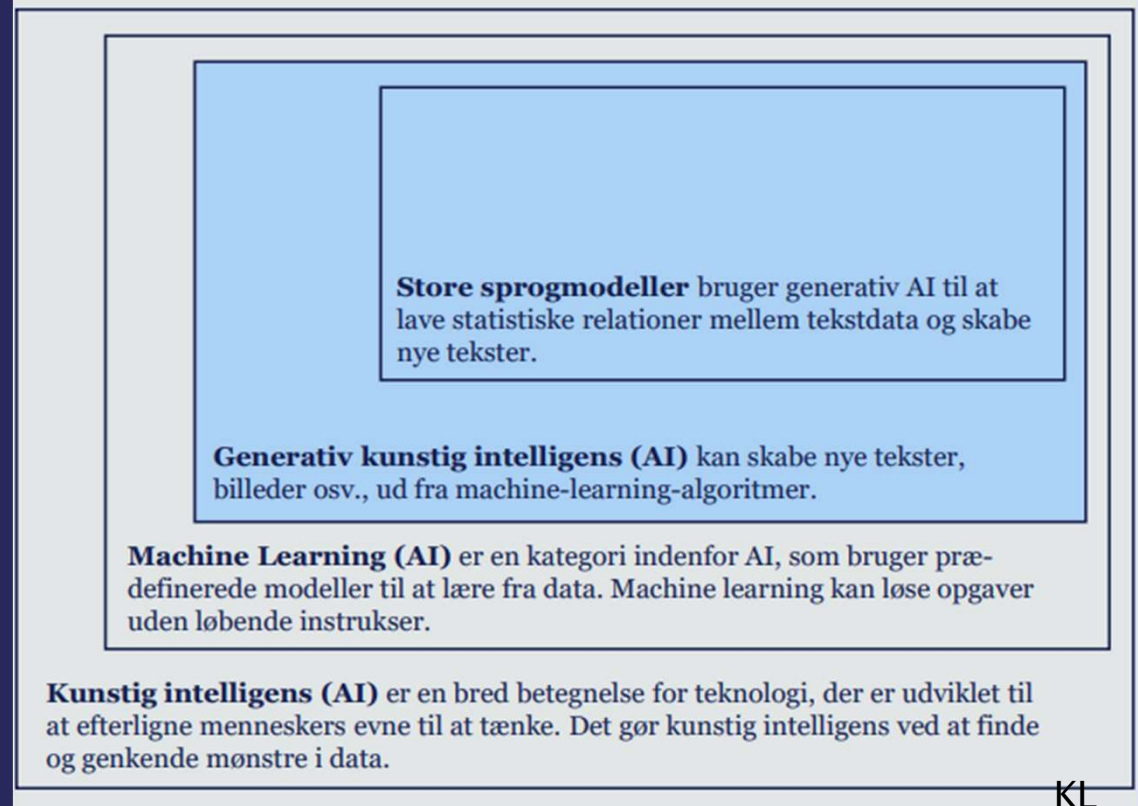 Store sprogmodeller bruger generativ AI til at
lave statistiske relationer mellem tekstdata og skabe
nye tekster.
Generativ kunstig intelligens (AI) kan skabe nye tekster,
billeder osv., ud fra machine-learning-algoritmer.
Machine Learning (AI) er en kategori indenfor AI, som bruger præ-
definerede modeller til at lære fra data. Machine learning kan løse opgaver
uden løbende instrukser.
Kunstig intelligens (AI) er en bred betegnelse for teknologi, der er udviklet til
at efterligne menneskers evne til at tænke. Det gør kunstig intelligens ved at finde
og genkende mønstre i data.
KL